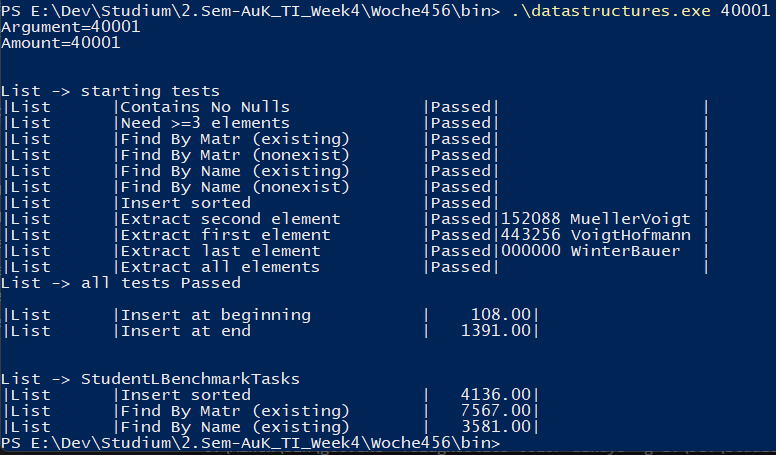 PS E:\Dev\Studium\2.Sem-AuK_TI_Week4\Woche456\bin> .\datastructures.exe 40001
Argument=40001
Amount=40001
List -> starting tests
|List      |Contains No Nulls             |Passed|                    |
|List      |Need >=3 elements             |Passed|                    |
|List      |Find By Matr (existing)       |Passed|                    |
|List      |Find By Matr (nonexist)       |Passed|                    |
|List      |Find By Name (existing)       |Passed|                    |
|List      |Find By Name (nonexist)       |Passed|                    |
|List      |Insert sorted                 |Passed|                    |
|List      |Extract second element        |Passed|152088 MuellerVoigt |
|List      |Extract first element         |Passed|443256 VoigtHofmann |
|List      |Extract last element          |Passed|000000 WinterBauer  |
|List      |Extract all elements          |Passed|                    |
List -> all tests Passed
|List      |Insert at beginning           |    108.00|
|List      |Insert at end                 |   1391.00|
List -> StudentLBenchmarkTasks
|List      |Insert sorted                 |   4136.00|
|List      |Find By Matr (existing)       |   7567.00|
|List      |Find By Name (existing)       |   3581.00|
PS E:\Dev\Studium\2.Sem-AuK_TI_Week4\Woche456\bin>